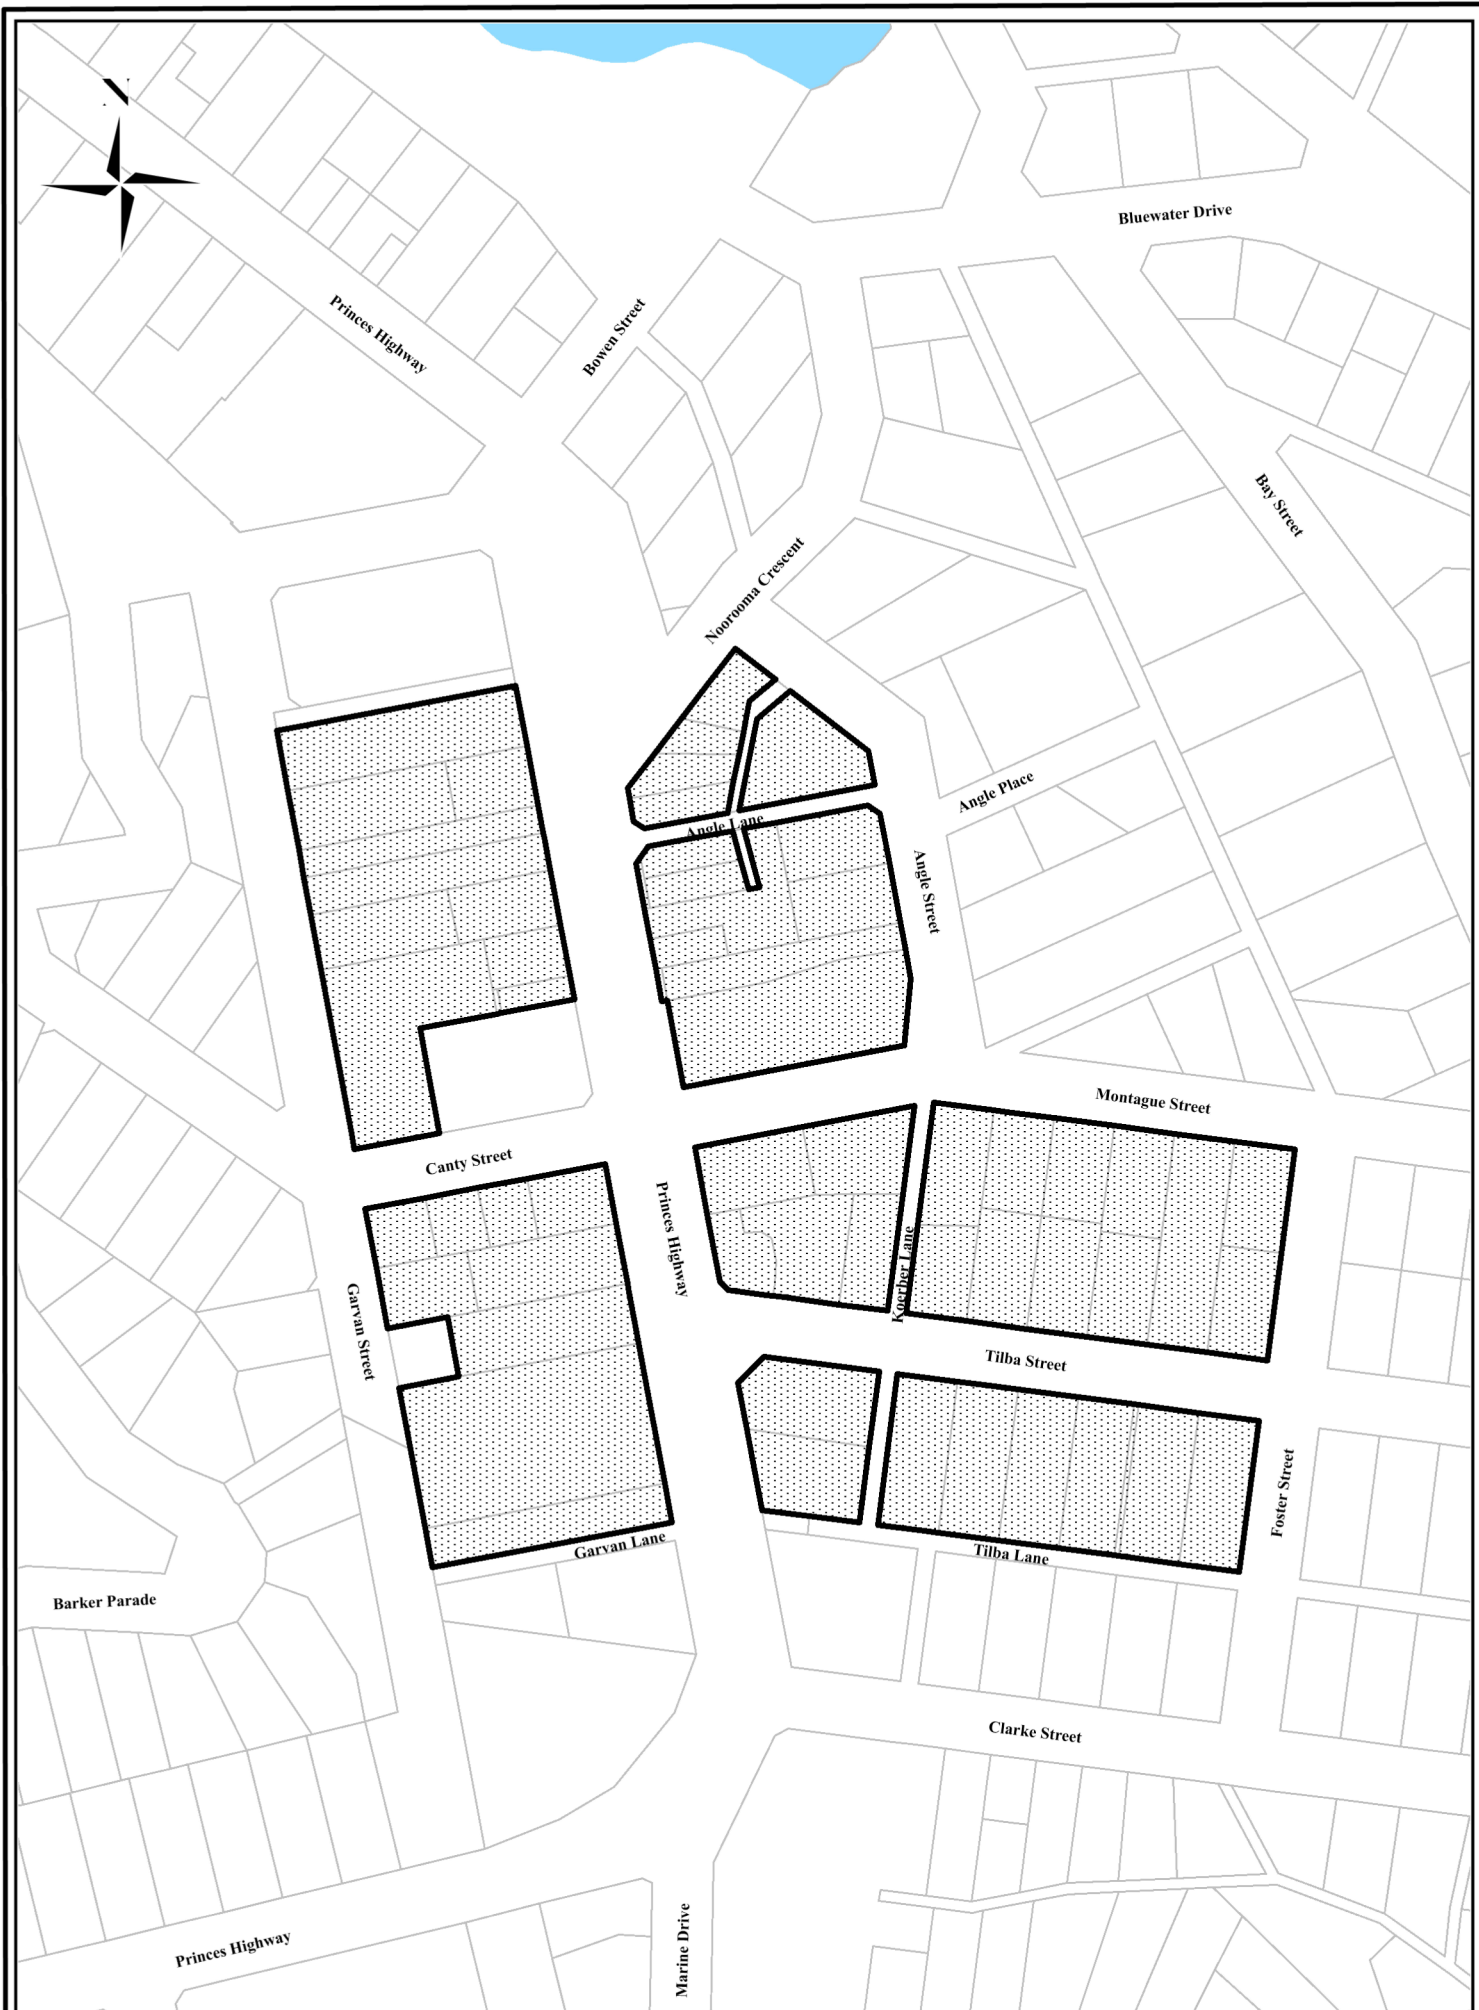 N
Bluewater Drive
Princes Highway
Bowen Street
Bay Street
Noorooma Crescent
Angle Place
Angle Lane
Angle Street
Montague Street
Canty Street
Princes Highway
Koerber Lane
Garvan Street
Tilba Street
Foster Street
Garvan Lane
Tilba Lane
Barker Parade
Clarke Street
Princes Highway
Marine Drive